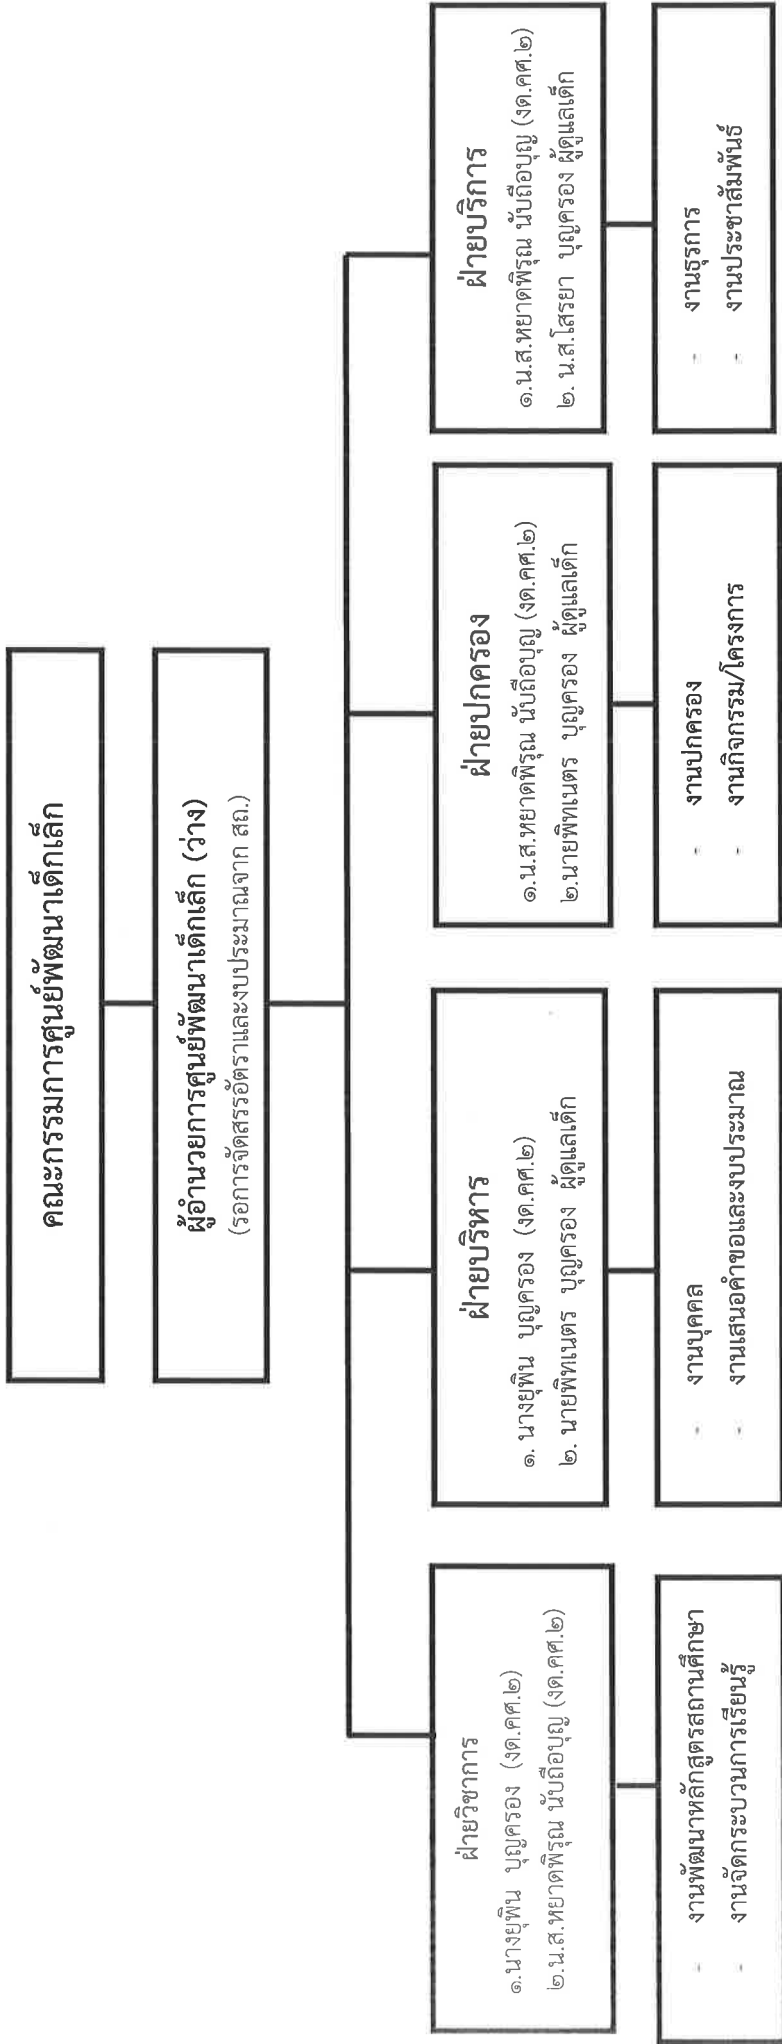 คณะกรรมการศูนย์พัฒนาเด็กเล็ก
ผู้อำนวยการศูนย์พัฒนาเด็กเล็ก (ว่าง)
(รอการจัดสรรอัตราและงบประมาณจาก สถ.)
ฝ่ายวิชาการ
๑.นางยุพิน บุญครอง (งด.คศ.๒)
๒.น.ส.หยาดพิรุณ นับถือบุญ (งด.คศ.๒)
- งานพัฒนาหลักสูตรสถานศึกษา
- งานจัดกระบวนการเรียนรู้
ฝ่ายบริหาร
๑. นางยุพิน บุญครอง (งด.คศ.๒)
๒. นายพิทเนตร บุญครอง ผู้ดูแลเด็ก
- งานบุคคล
- งานเสนอคำขอและงบประมาณ
ฝ่ายปกครอง
๑.น.ส.หยาดพิรุณ นับถือบุญ (งด.คศ.๒)
๒.นายพิทเนตร บุญครอง ผู้ดูแลเด็ก
- งานปกครอง
- งานกิจกรรม/โครงการ
ฝ่ายบริการ
๑.น.ส.หยาดพิรุณ นับถือบุญ (งด.คศ.๒)
๒. น.ส.โสรยา บุญครอง ผู้ดูแลเด็ก
- งานธุรการ
- งานประชาสัมพันธ์